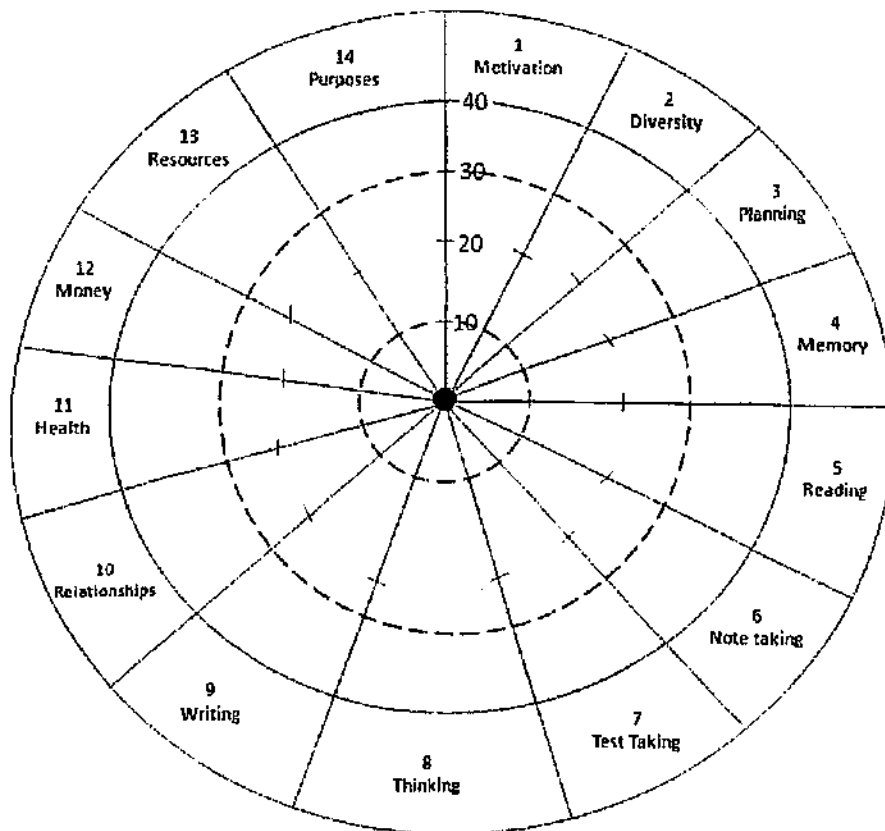 1
Motivation
2
Diversity
3
Planning
4
Memory
5
Reading
6
Note taking
7
Test Taking
8
Thinking
9
Writing
10
Relationships
11
Health
12
Money
13
Resources
14
Purposes
40
30
20
10